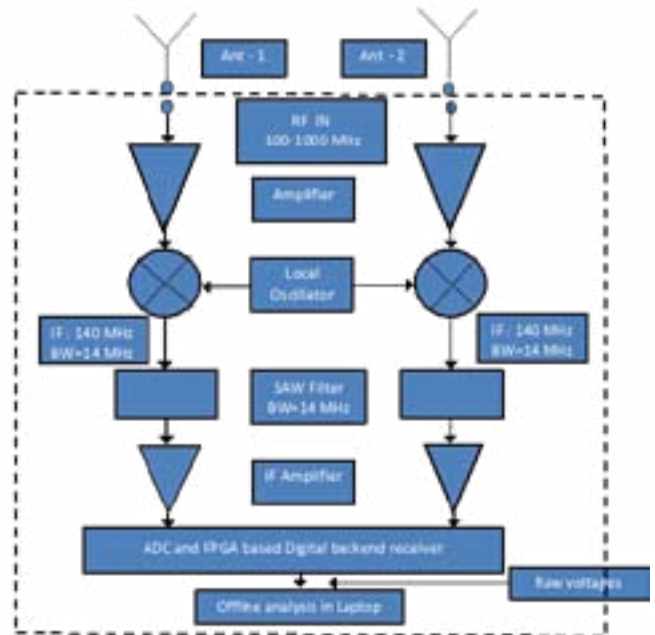 Ant - 1
Ant - 2
RF IN
100-1000 MHz
Amplifier
Local
Oscillator
IF : 140 MHz
BW=14 MHz
IF : 140 MHz
BW=14 MHz
SAW Filter
BW=14 MHz
IF Amplifier
ADC and FPGA based Digital backend receiver
Raw voltages
Offline analysis in Laptop